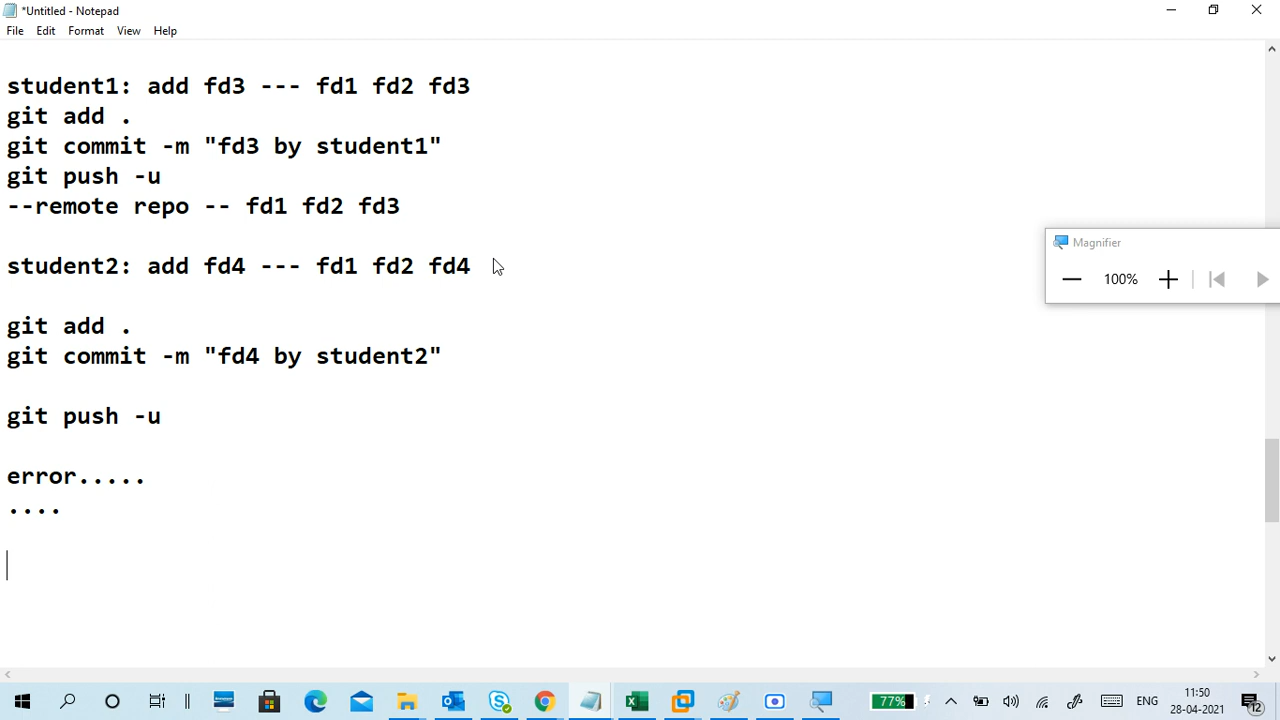 *Untitled - Notepad
File Edit Format View Help
student1: add fd3 --- fd1 fd2 fd3
git add .
git commit -m "fd3 by student1"
git push -u
--remote repo -- fd1 fd2 fd3
student2: add fd4 --- fd1 fd2 fd4
git add .
git commit -m "fd4 by student2"
git push -u
error.....
....
Magnifier
100%
77%
ENG
11:50
28-04-2021
12